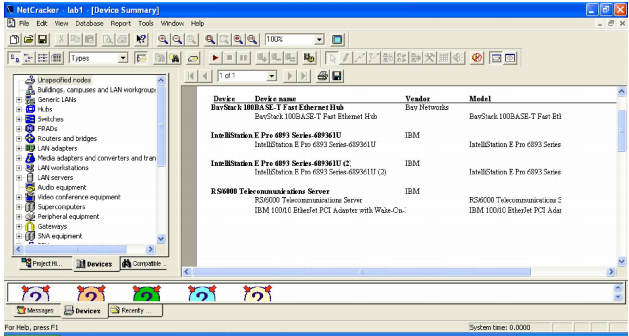 NetCracker - lab1 - [Device Summary]
File Edit View Database Report Tools Window Help
100%
Types
1 of 1
Unspecified nodes
Buildings, campuses and LAN workgroups
Generic LANs
Hubs
Switches
FRADs
Routers and bridges
LAN adapters
Media adapters and converters and tran
LAN workstations
LAN servers
Audio equipment
Video conference equipment
Supercomputers
Peripheral equipment
Gateways
SNA equipment
Project Hi...
Devices
Compatible ..
Device Device name Vendor Model
BayStack 100BASE-T Fast Ethernet Hub Bay Networks
BayStack 100BASE-T Fast Ethernet Hub BayStack 100BASE-T Fast Eth
IntelliStation E Pro 6893 Series-689361U IBM
IntelliStation E Pro 6893 Series-689361U IntelliStation E Pro 6893 Series
IntelliStation E Pro 6893 Series-689361U (2) IBM
IntelliStation E Pro 6893 Series-689361U (2) IntelliStation E Pro 6893 Series
RS/6000 Telecommunications Server IBM
RS/6000 Telecommunications Server RS/6000 Telecommunications S
IBM 100/10 EtherJet PCI Adapter with Wake-On- IBM 100/10 EtherJet PCI Adap
Messages
Devices
Recently ...
For Help, press F1
System time: 0.0000